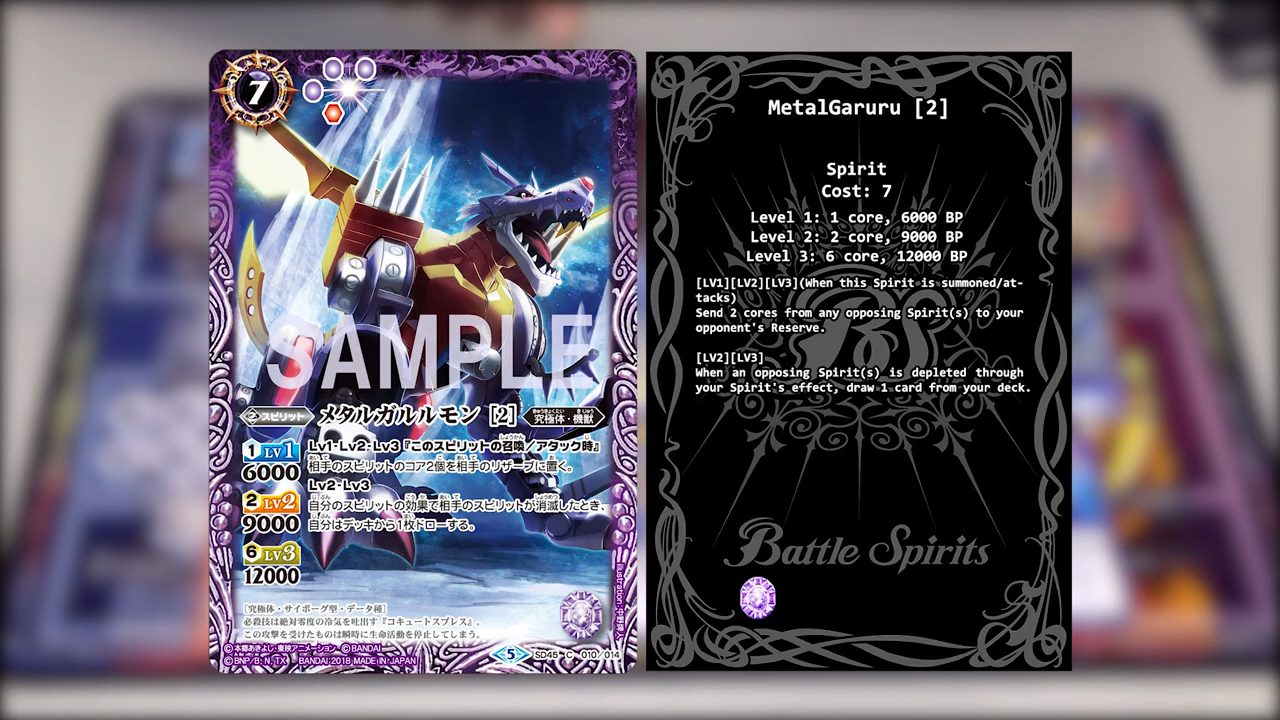 7
SAMPLE
スピリット
メタルガルルモン [2]
きゅうきょくたい きじゅう
究極体・機獣
1 LV1
6000
2 LV2
9000
6 LV3
12000
Lv1・Lv2・Lv3『このスピリットの召喚/アタック時』
相手のスピリットのコア2個を相手のリザーブに置く。
Lv2・Lv3
自分のスピリットの効果で相手のスピリットが消滅したとき、
自分はデッキから1枚ドローする。
[究極体・サイボーグ型・データ種]
必殺技は絶対零度の冷気を吐出す『コキュートスブレス』。
この攻撃を受けたものは瞬時に生命活動を停止してしまう。
©本郷あきよし・東映アニメーション ©BANDAI
©BNP/B; N, TX BANDAI 2018 MADE IN JAPAN
5
SD45 C 010/014
MetalGaruru [2]
Spirit
Cost: 7
Level 1: 1 core, 6000 BP
Level 2: 2 core, 9000 BP
Level 3: 6 core, 12000 BP
[LV1][LV2][LV3](When this Spirit is summoned/at-
tacks)
Send 2 cores from any opposing Spirit(s) to your
opponent's Reserve.
[LV2][LV3]
When an opposing Spirit(s) is depleted through
your Spirit's effect, draw 1 card from your deck.
Battle Spirits